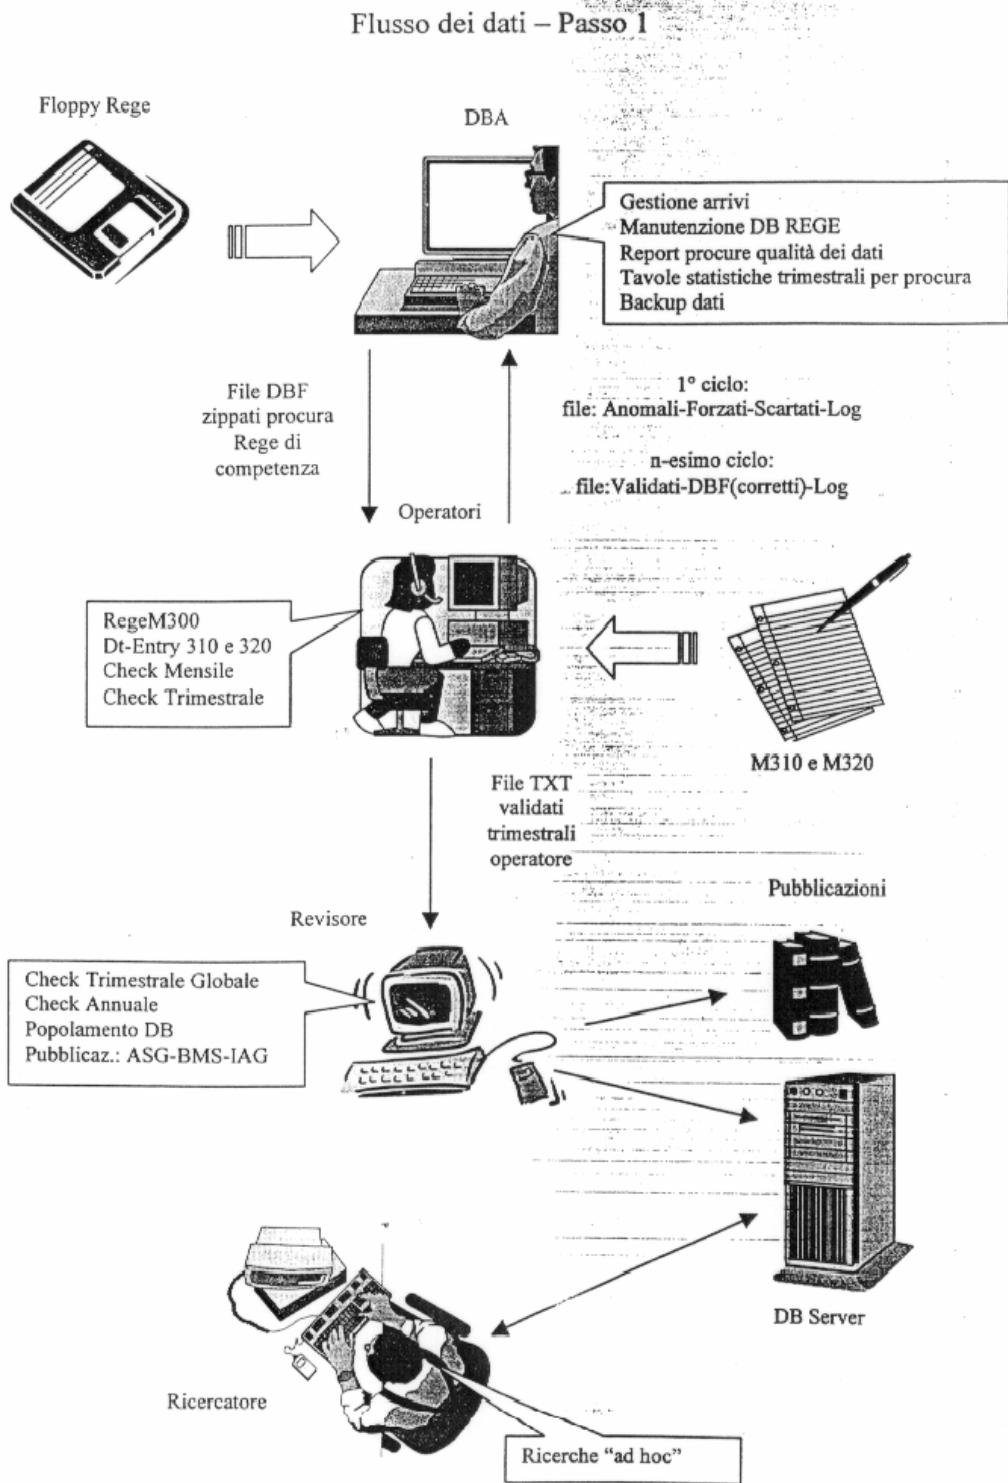 Flusso dei dati – Passo 1
Floppy Rege
DBA
Gestione arrivi
Manutenzione DB REGE
Report procure qualità dei dati
Tavole statistiche trimestrali per procura
Backup dati
File DBF
zippati procura
Rege di
competenza
1° ciclo:
file: Anomali-Forzati-Scartati-Log
n-esimo ciclo:
file:Validati-DBF(corretti)-Log
Operatori
RegeM300
Dt-Entry 310 e 320
Check Mensile
Check Trimestrale
M310 e M320
File TXT
validati
trimestrali
operatore
Pubblicazioni
Revisore
Check Trimestrale Globale
Check Annuale
Popolamento DB
Pubblicaz.: ASG-BMS-IAG
DB Server
Ricercatore
Ricerche “ad hoc”